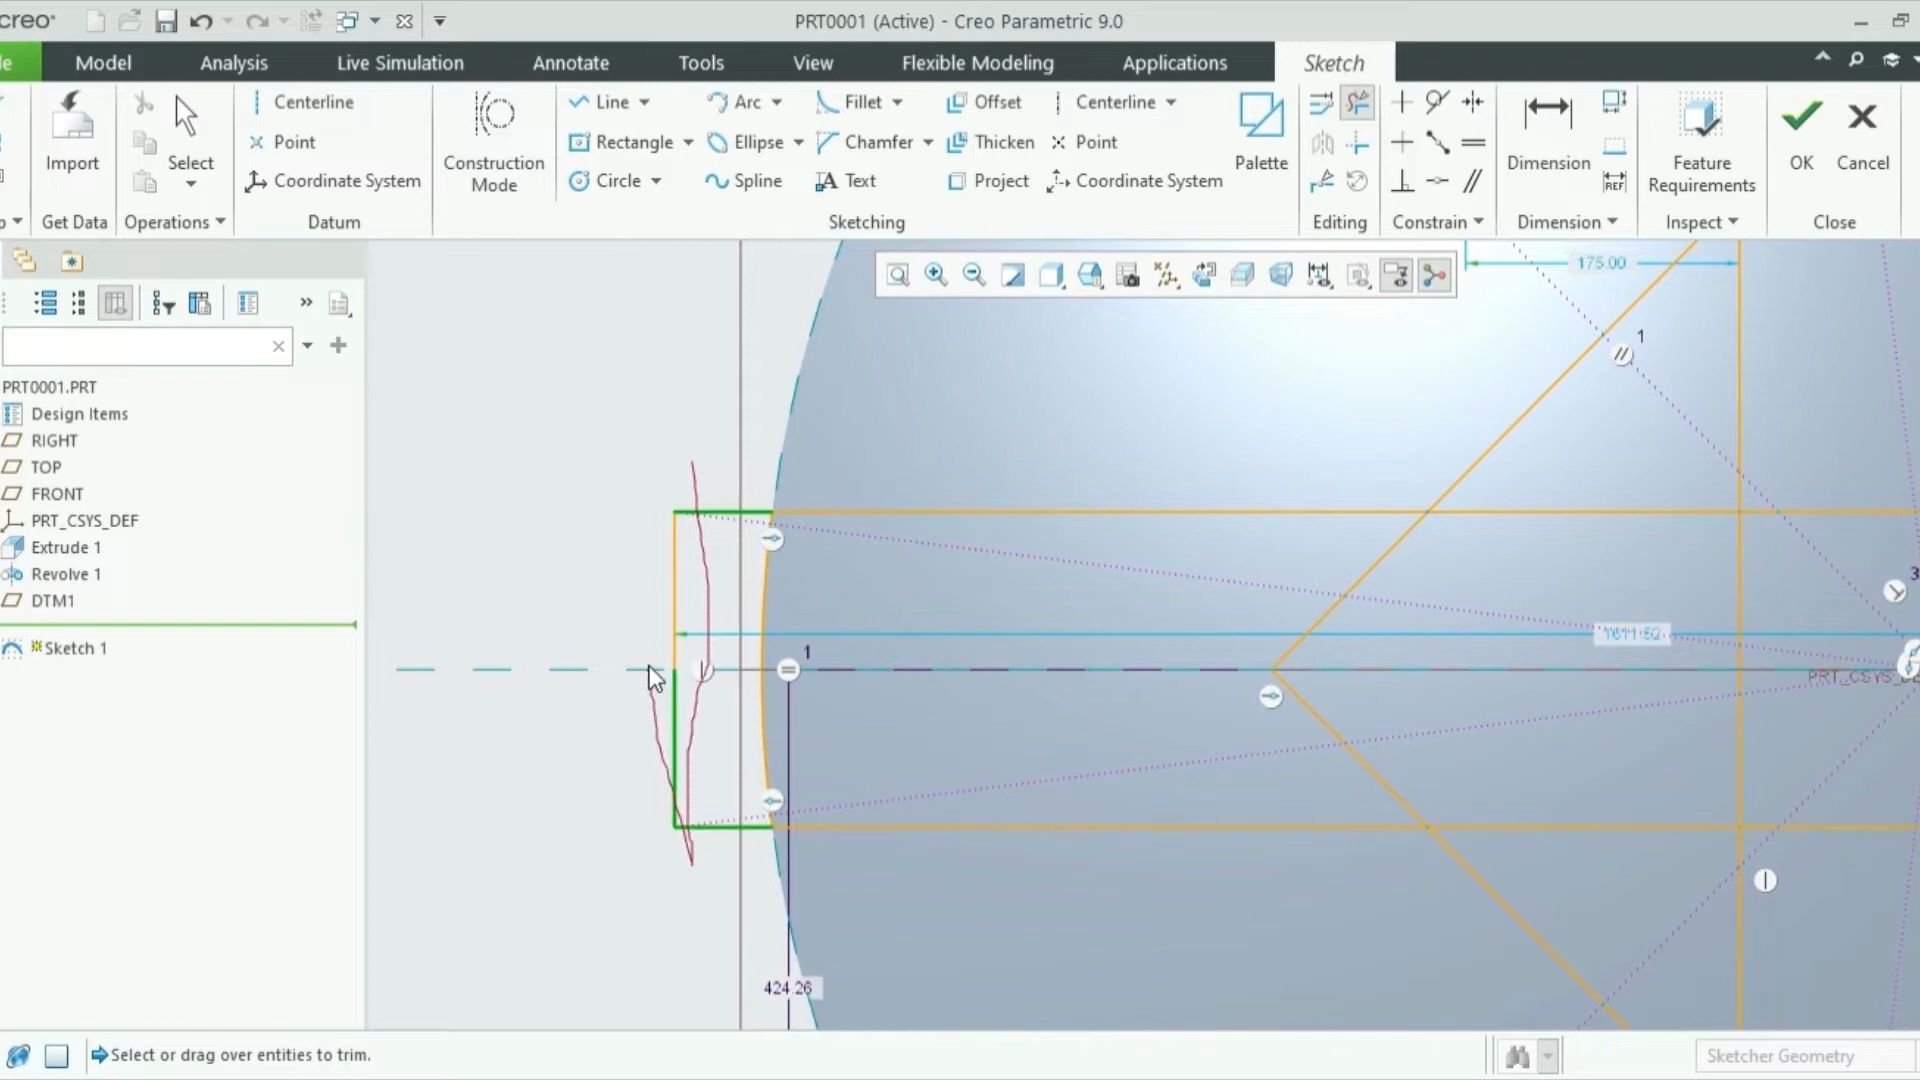 creo
PRT0001 (Active) - Creo Parametric 9.0
Model
Analysis
Live Simulation
Annotate
Tools
View
Flexible Modeling
Applications
Sketch
Import
Get Data
Select
Operations
Centerline
Point
Coordinate System
Datum
Construction
Mode
Line
Arc
Fillet
Offset
Centerline
Rectangle
Ellipse
Chamfer
Thicken
Point
Circle
Spline
Text
Project
Coordinate System
Sketching
Palette
Editing
Constrain
Dimension
REF
Dimension
Feature
Requirements
Inspect
OK
Cancel
Close
PRT0001.PRT
Design Items
RIGHT
TOP
FRONT
PRT_CSYS_DEF
Extrude 1
Revolve 1
DTM1
Sketch 1
175.00
1
3
1
424.26
Select or drag over entities to trim.
Sketcher Geometry